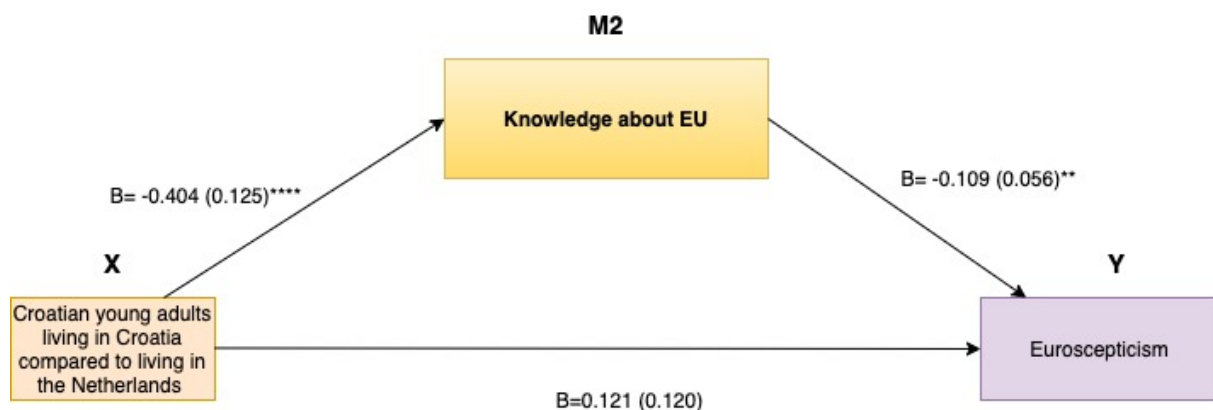 M2
Knowledge about EU
B= -0.404 (0.125)****
B= -0.109 (0.056)**
X
Y
Croatian young adults
living in Croatia
compared to living in
the Netherlands
Euroscepticism
B=0.121 (0.120)